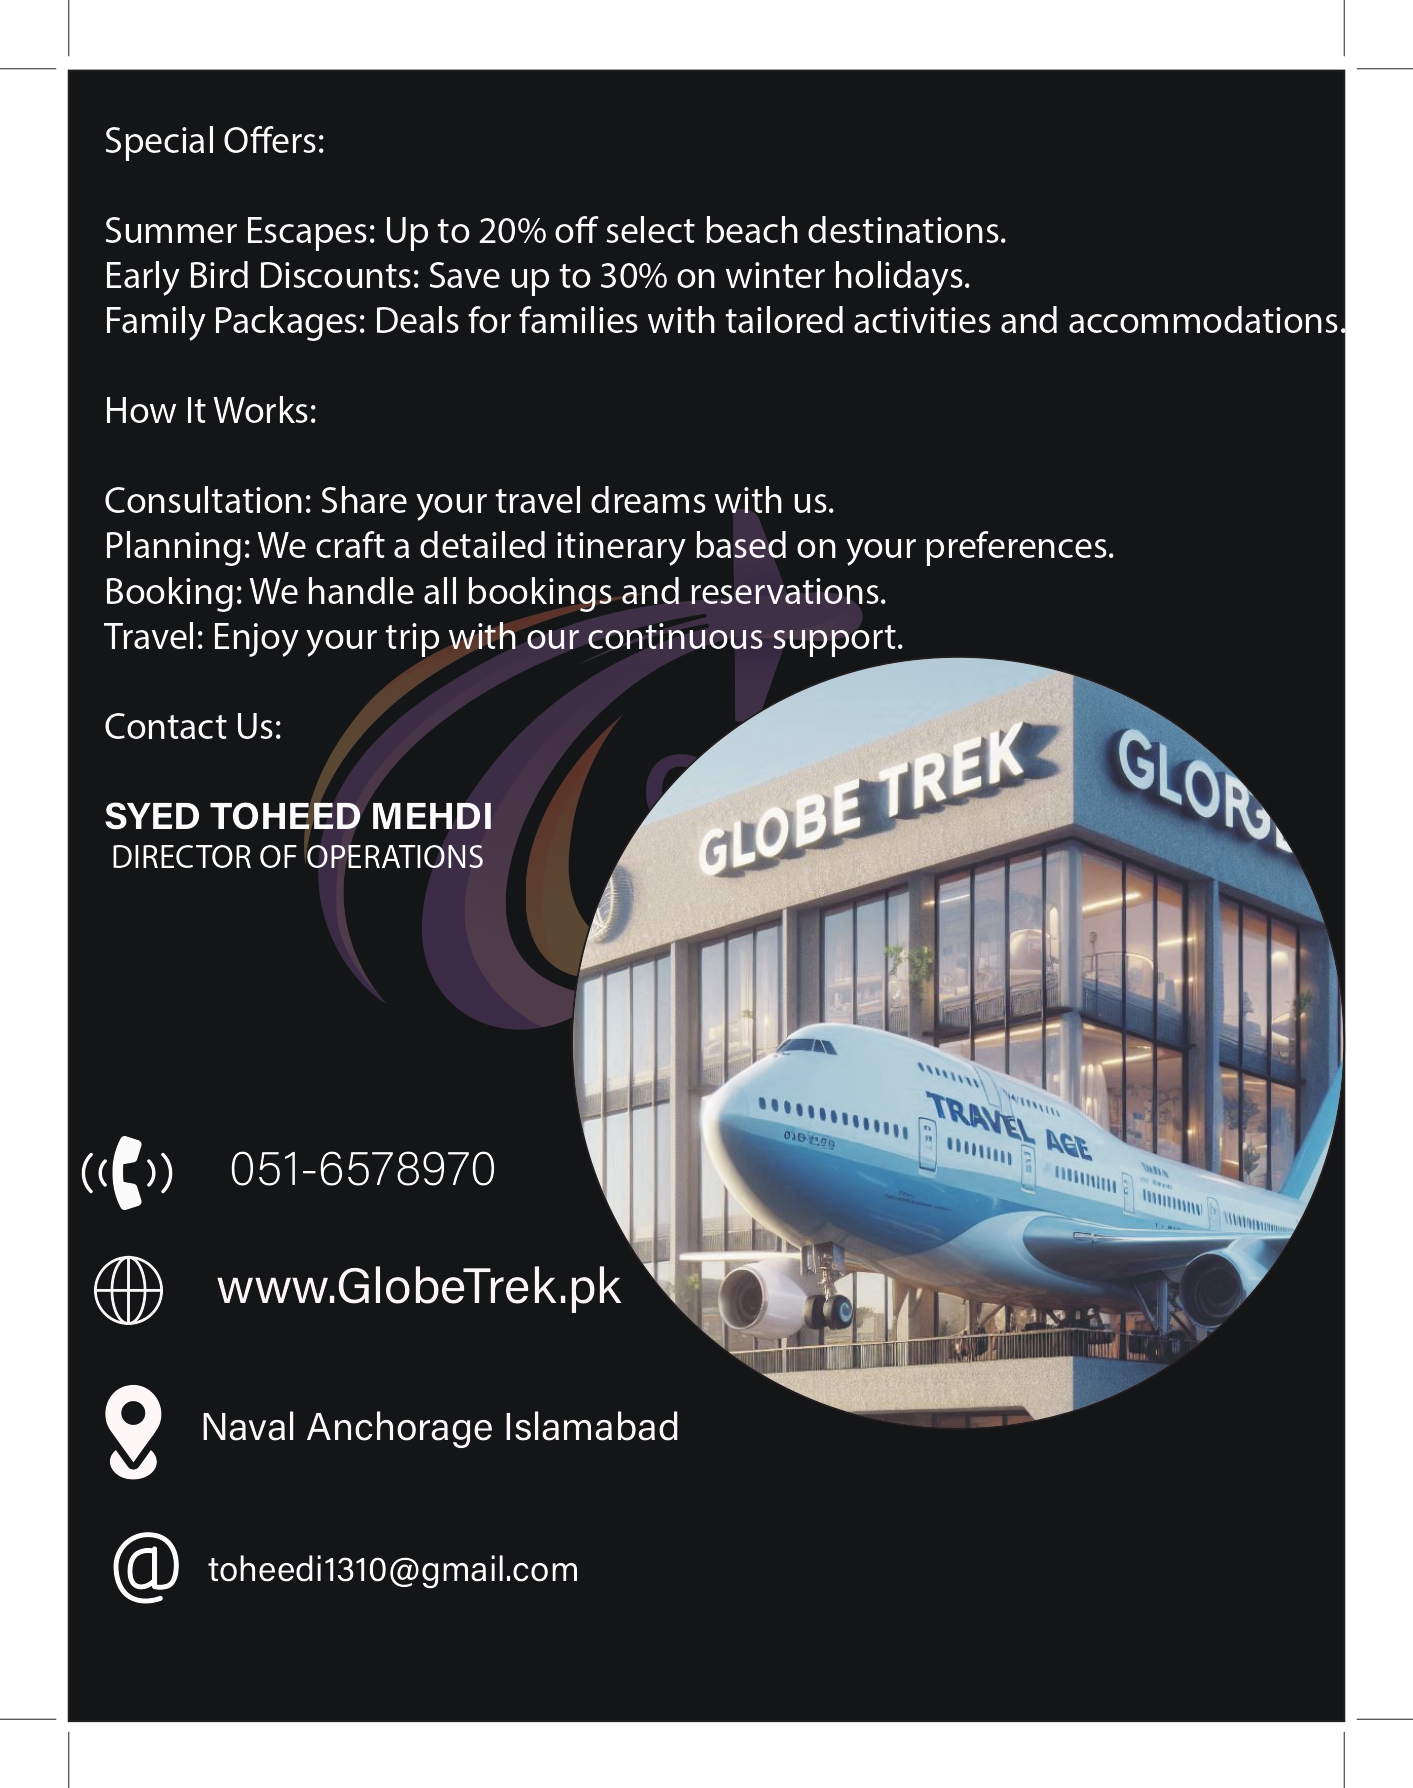 Special Offers:
Summer Escapes: Up to 20% off select beach destinations.
Early Bird Discounts: Save up to 30% on winter holidays.
Family Packages: Deals for families with tailored activities and accommodations.
How It Works:
Consultation: Share your travel dreams with us.
Planning: We craft a detailed itinerary based on your preferences.
Booking: We handle all bookings and reservations.
Travel: Enjoy your trip with our continuous support.
Contact Us:
GLOBE TREK
SYED TOHEED MEHDI
DIRECTOR OF OPERATIONS
TRAVEL AGE
051-6578970
www.GlobeTrek.pk
Naval Anchorage Islamabad
toheedi1310@gmail.com